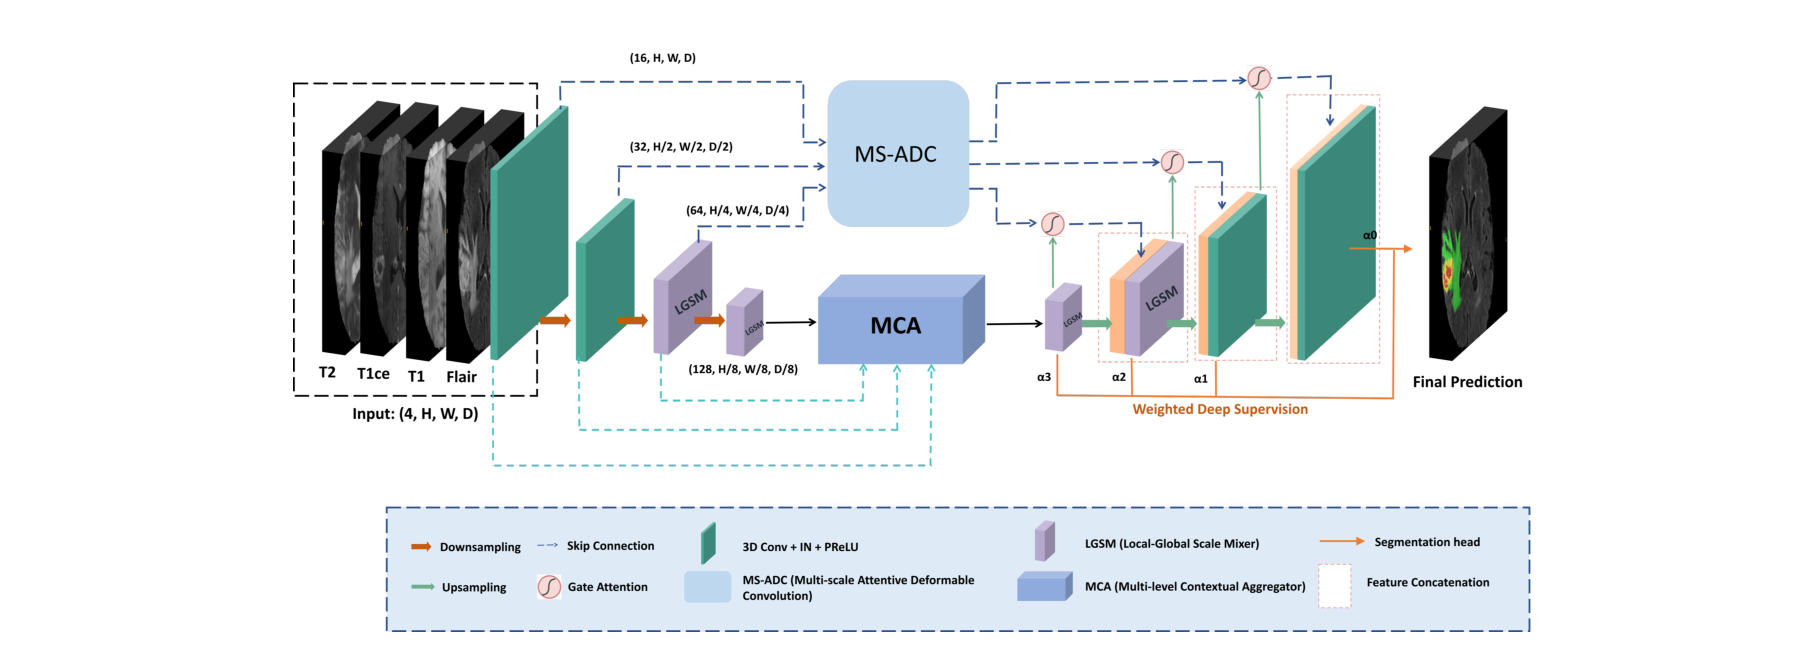 (16, H, W, D)
(32, H/2, W/2, D/2)
(64, H/4, W/4, D/4)
MS-ADC
LGSM
LGSM
MCA
LGSM
LGSM
(128, H/8, W/8, D/8)
T2
T1ce
T1
Flair
Input: (4, H, W, D)
α3
α2
α1
α0
Weighted Deep Supervision
Final Prediction
Downsampling
Skip Connection
3D Conv + IN + PReLU
LGSM (Local-Global Scale Mixer)
Segmentation head
Upsampling
Gate Attention
MS-ADC (Multi-scale Attentive Deformable
Convolution)
MCA (Multi-level Contextual Aggregator)
Feature Concatenation